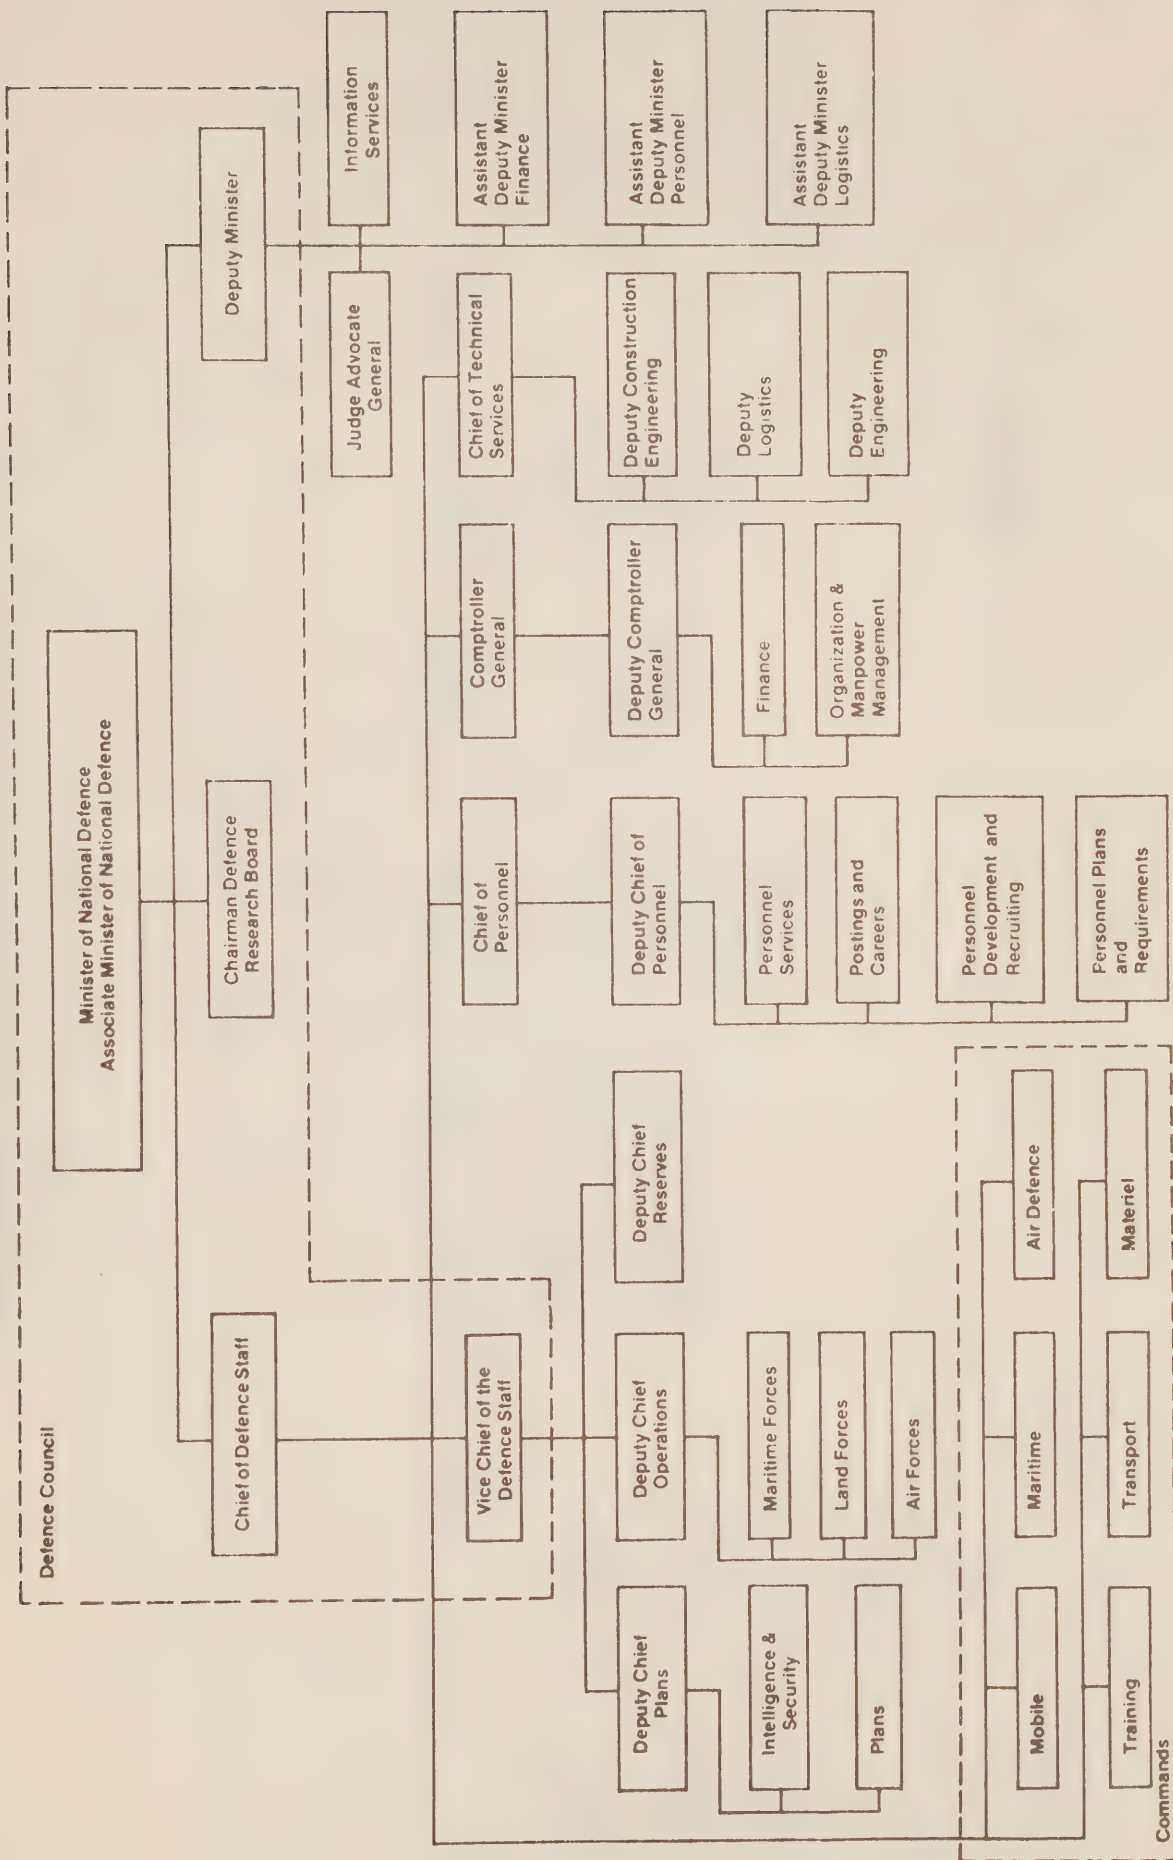 Defence Council
Minister of National Defence
Associate Minister of National Defence
Chief of Defence Staff
Chairman Defence
Research Board
Deputy Minister
Judge Advocate
General
Information
Services
Vice Chief of the
Defence Staff
Chief of
Personnel
Comptroller
General
Chief of Technical
Services
Assistant
Deputy Minister
Finance
Deputy Chief
Plans
Deputy Chief
Operations
Deputy Chief
Reserves
Deputy Chief of
Personnel
Deputy Comptroller
General
Deputy Construction
Engineering
Assistant
Deputy Minister
Personnel
Intelligence &
Security
Maritime Forces
Personnel
Services
Finance
Deputy
Logistics
Assistant
Deputy Minister
Logistics
Plans
Land Forces
Air Forces
Postings and
Careers
Organization &
Manpower
Management
Deputy
Engineering
Personnel
Development and
Recruiting
Personnel Plans
and
Requirements
Mobile
Maritime
Air Defence
Training
Transport
Materiel
Commands